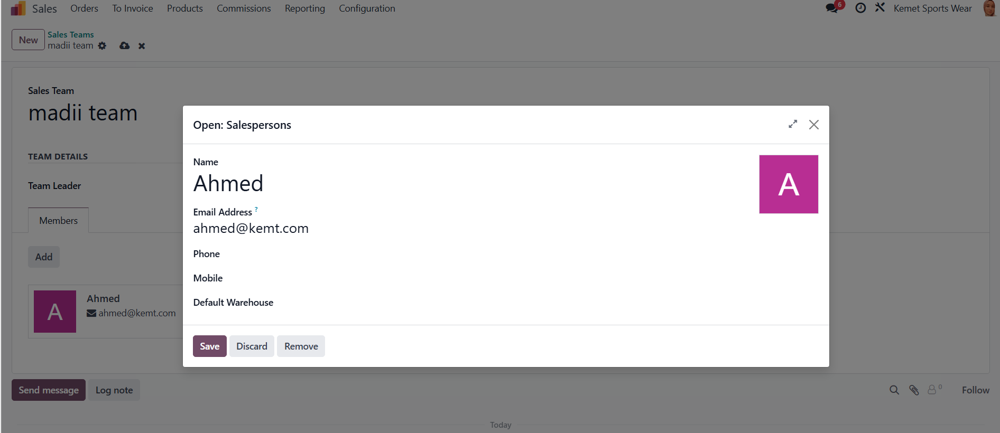 Sales Orders To Invoice Products Commissions Reporting Configuration 6 Kemet Sports Wear
New
Sales Teams
madii team
Sales Team
madii team
TEAM DETAILS
Team Leader
Members
Add
A
Ahmed
ahmed@kemt.com
Open: Salespersons
Name
Ahmed
A
Email Address ?
ahmed@kemt.com
Phone
Mobile
Default Warehouse
Save Discard Remove
Send message Log note 0 Follow
Today